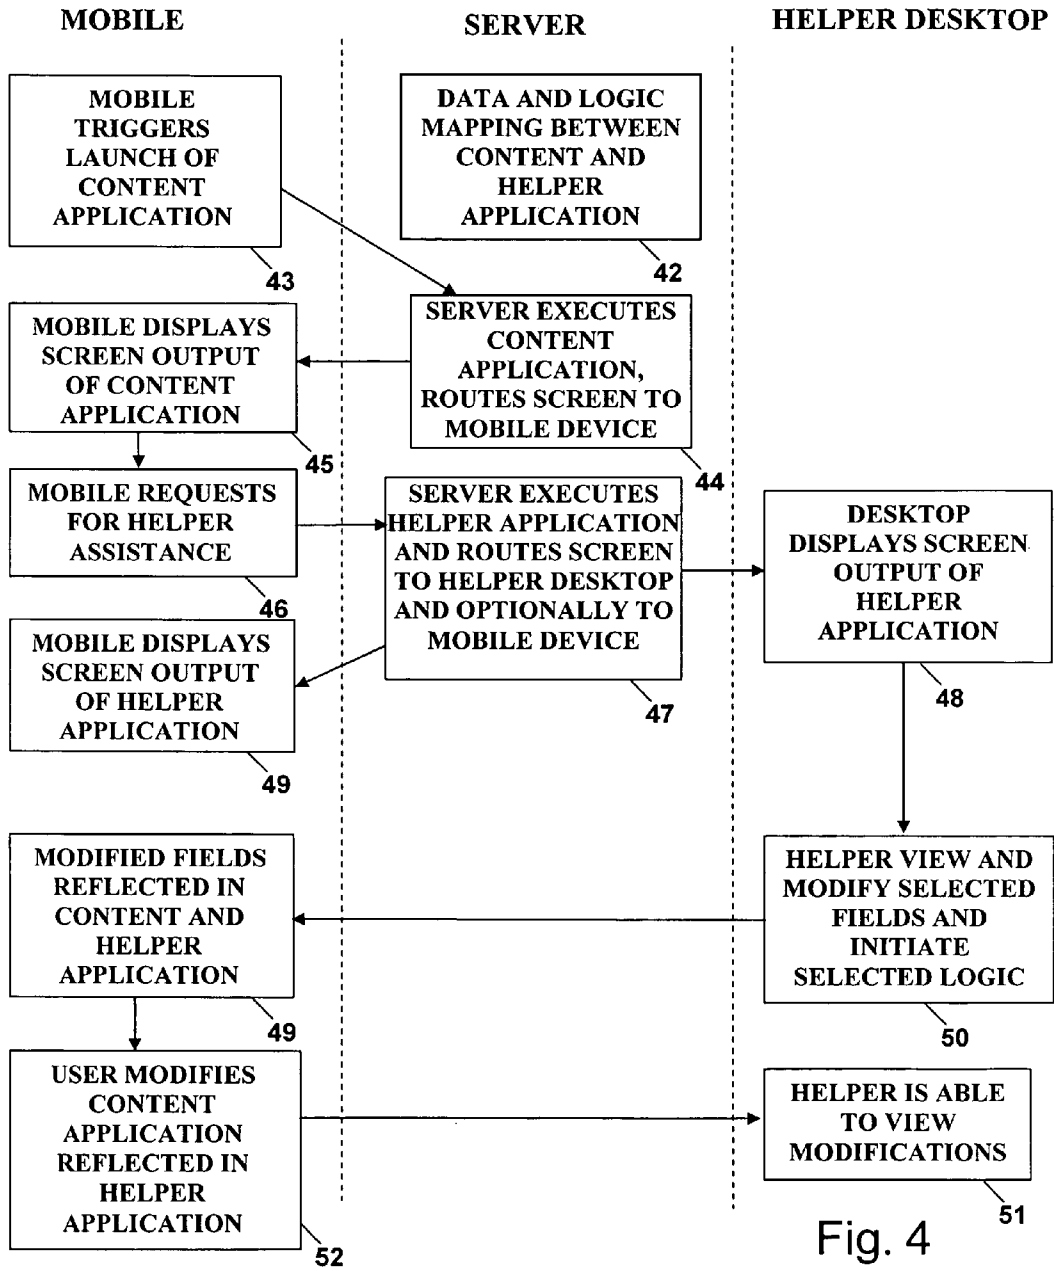 MOBILE
SERVER
HELPER DESKTOP
MOBILE
TRIGGERS
LAUNCH OF
CONTENT
APPLICATION
43
DATA AND LOGIC
MAPPING BETWEEN
CONTENT AND
HELPER
APPLICATION
42
SERVER EXECUTES
CONTENT
APPLICATION,
ROUTES SCREEN TO
MOBILE DEVICE
44
MOBILE DISPLAYS
SCREEN OUTPUT
OF CONTENT
APPLICATION
45
MOBILE REQUESTS
FOR HELPER
ASSISTANCE
46
SERVER EXECUTES
HELPER APPLICATION
AND ROUTES SCREEN
TO HELPER DESKTOP
AND OPTIONALLY TO
MOBILE DEVICE
47
DESKTOP
DISPLAYS SCREEN
OUTPUT OF
HELPER
APPLICATION
48
MOBILE DISPLAYS
SCREEN OUTPUT
OF HELPER
APPLICATION
49
MODIFIED FIELDS
REFLECTED IN
CONTENT AND
HELPER
APPLICATION
49
HELPER VIEW AND
MODIFY SELECTED
FIELDS AND
INITIATE
SELECTED LOGIC
50
USER MODIFIES
CONTENT
APPLICATION
REFLECTED IN
HELPER
APPLICATION
52
HELPER IS ABLE
TO VIEW
MODIFICATIONS
51
Fig. 4